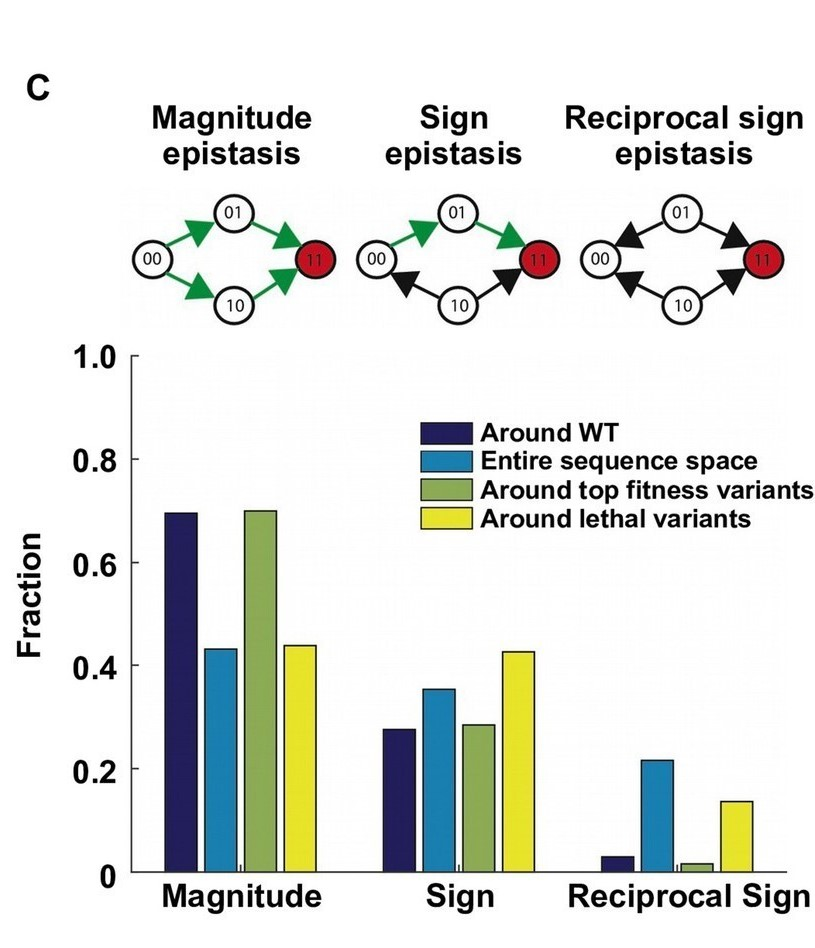 C
Magnitude
epistasis
Sign
epistasis
Reciprocal sign
epistasis
01
00
11
10
01
00
11
10
01
00
11
10
1.0
0.8
0.6
0.4
0.2
0
Fraction
Around WT
Entire sequence space
Around top fitness variants
Around lethal variants
Magnitude
Sign
Reciprocal Sign